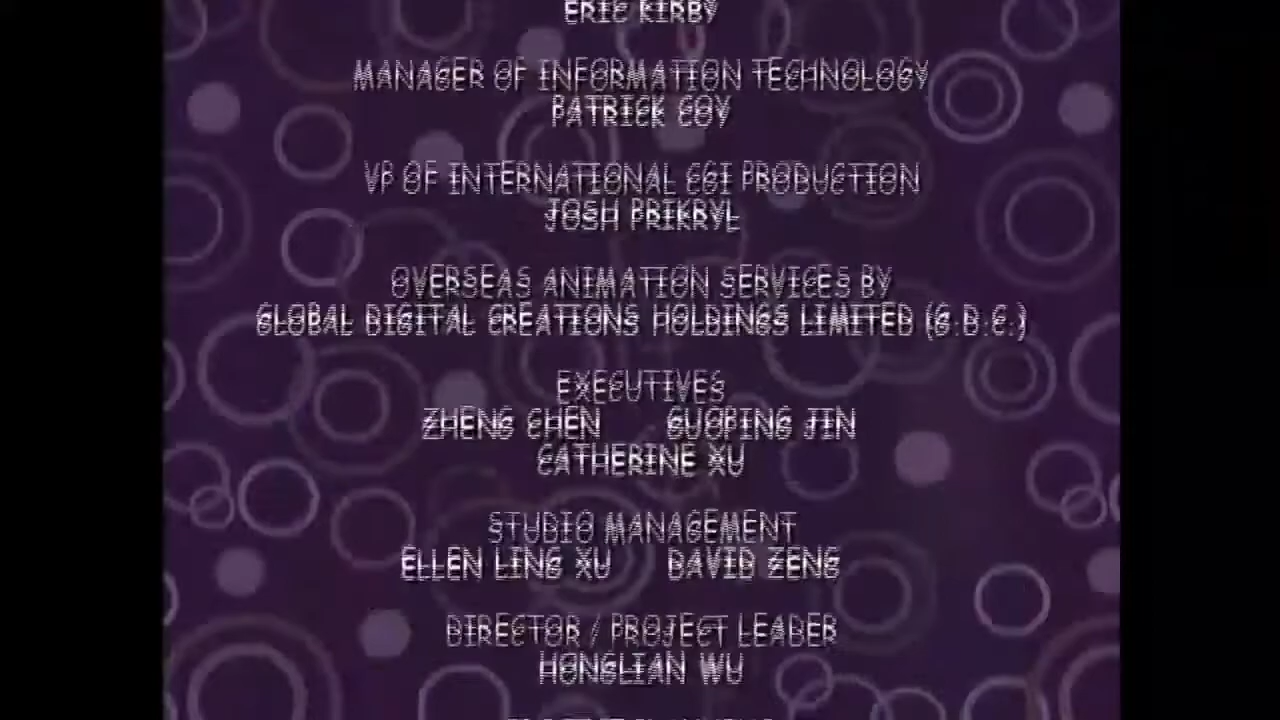 ERIC KIRBY
MANAGER OF INFORMATION TECHNOLOGY
PATRICK COY
VP OF INTERNATIONAL CGI PRODUCTION
JOSH PRIKRYL
OVERSEAS ANIMATION SERVICES BY
GLOBAL DIGITAL CREATIONS HOLDINGS LIMITED (G.D.C.)
EXECUTIVES
ZHENG CHEN GUOPING JIN
CATHERINE XU
STUDIO MANAGEMENT
ELLEN LING XU DAVID ZENG
DIRECTOR / PROJECT LEADER
HONGLIAN WU